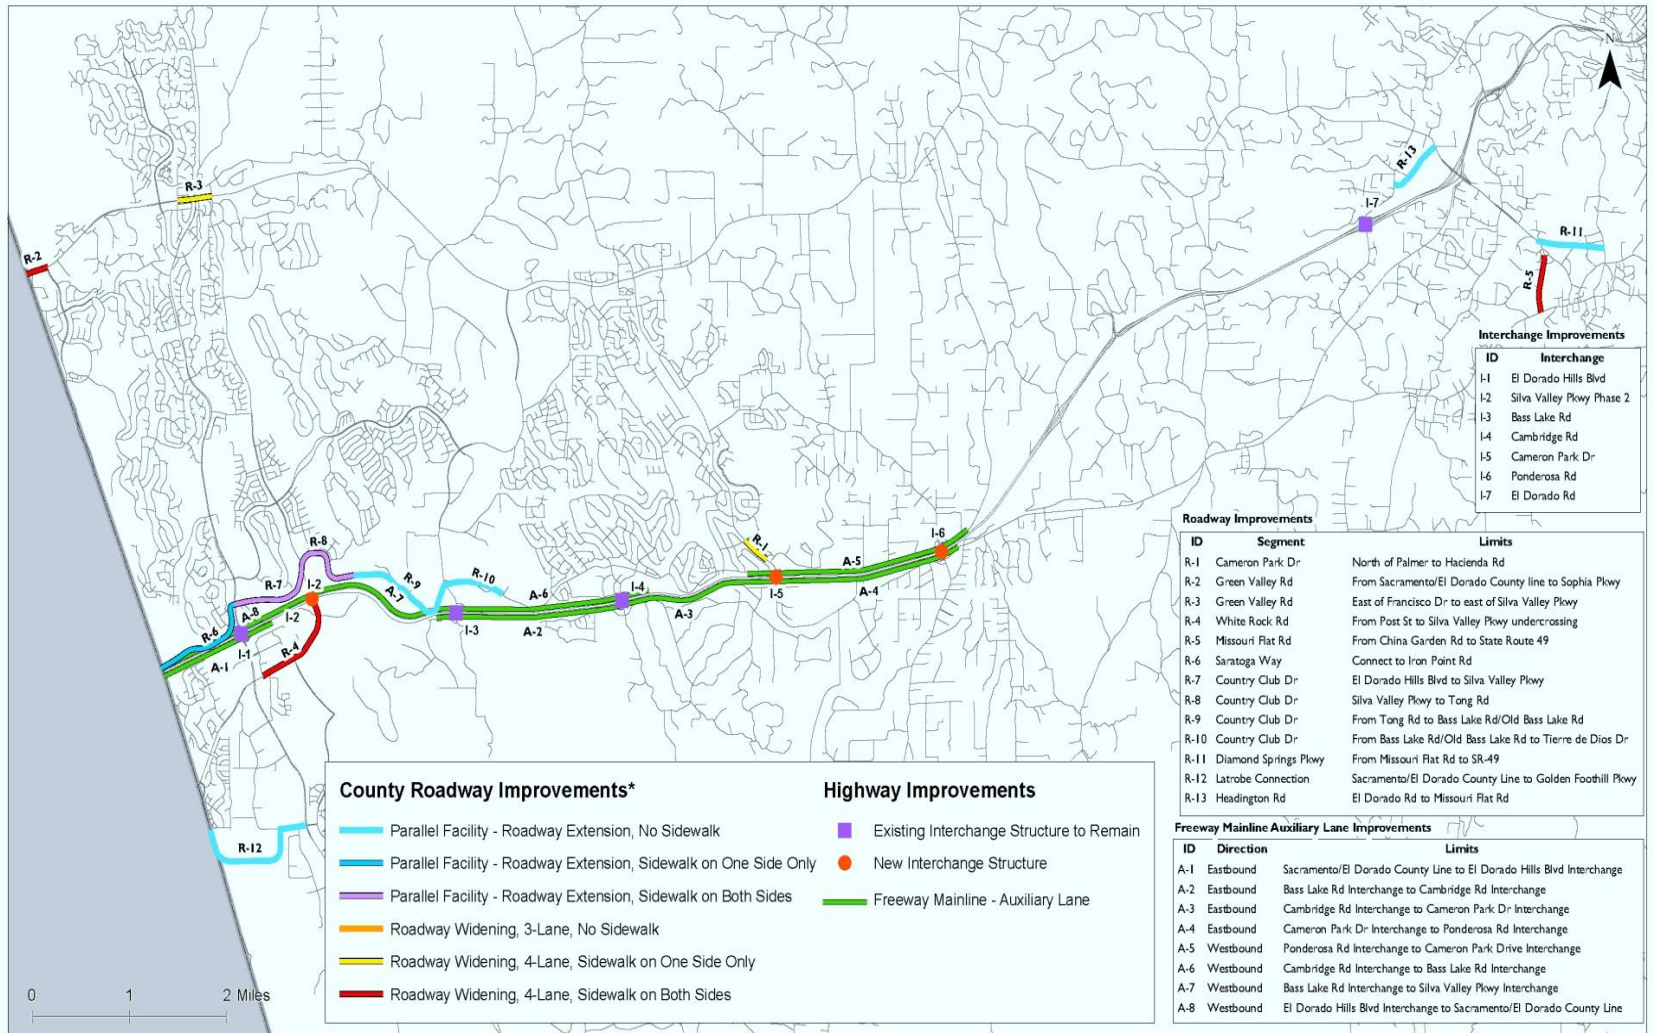 N
R-13
R-3
I-7
R-11
R-2
R-5
Interchange Improvements
ID Interchange
I-1 El Dorado Hills Blvd
I-2 Silva Valley Pkwy Phase 2
I-3 Bass Lake Rd
I-4 Cambridge Rd
I-5 Cameron Park Dr
I-6 Ponderosa Rd
I-7 El Dorado Rd
I-6
R-1
R-8
A-5
R-7
I-2
R-9
R-10
A-7
A-6
I-4
I-5
A-4
A-8
I-2
A-3
R-6
I-3
A-2
I-1
A-1
R-4
Roadway Improvements
ID Segment Limits
R-1 Cameron Park Dr North of Palmer to Hacienda Rd
R-2 Green Valley Rd From Sacramento/El Dorado County line to Sophia Pkwy
R-3 Green Valley Rd East of Francisco Dr to east of Silva Valley Pkwy
R-4 White Rock Rd From Post St to Silva Valley Pkwy undercrossing
R-5 Missouri Flat Rd From China Garden Rd to State Route 49
R-6 Saratoga Way Connect to Iron Point Rd
R-7 Country Club Dr El Dorado Hills Blvd to Silva Valley Pkwy
R-8 Country Club Dr Silva Valley Pkwy to Tong Rd
R-9 Country Club Dr From Tong Rd to Bass Lake Rd/Old Bass Lake Rd
R-10 Country Club Dr From Bass Lake Rd/Old Bass Lake Rd to Tierre de Dios Dr
R-11 Diamond Springs Pkwy From Missouri Flat Rd to SR-49
R-12 Latrobe Connection Sacramento/El Dorado County Line to Golden Foothill Pkwy
R-13 Headington Rd El Dorado Rd to Missouri Flat Rd
R-12
County Roadway Improvements*
Parallel Facility - Roadway Extension, No Sidewalk
Parallel Facility - Roadway Extension, Sidewalk on One Side Only
Parallel Facility - Roadway Extension, Sidewalk on Both Sides
Roadway Widening, 3-Lane, No Sidewalk
Roadway Widening, 4-Lane, Sidewalk on One Side Only
Roadway Widening, 4-Lane, Sidewalk on Both Sides
Highway Improvements
Existing Interchange Structure to Remain
New Interchange Structure
Freeway Mainline - Auxiliary Lane
Freeway Mainline Auxiliary Lane Improvements
ID Direction Limits
A-1 Eastbound Sacramento/El Dorado County Line to El Dorado Hills Blvd Interchange
A-2 Eastbound Bass Lake Rd Interchange to Cambridge Rd Interchange
A-3 Eastbound Cambridge Rd Interchange to Cameron Park Dr Interchange
A-4 Eastbound Cameron Park Dr Interchange to Ponderosa Rd Interchange
A-5 Westbound Ponderosa Rd Interchange to Cameron Park Drive Interchange
A-6 Westbound Cambridge Rd Interchange to Bass Lake Rd Interchange
A-7 Westbound Bass Lake Rd Interchange to Silva Valley Pkwy Interchange
A-8 Westbound El Dorado Hills Blvd Interchange to Sacramento/El Dorado County Line
0 1 2 Miles